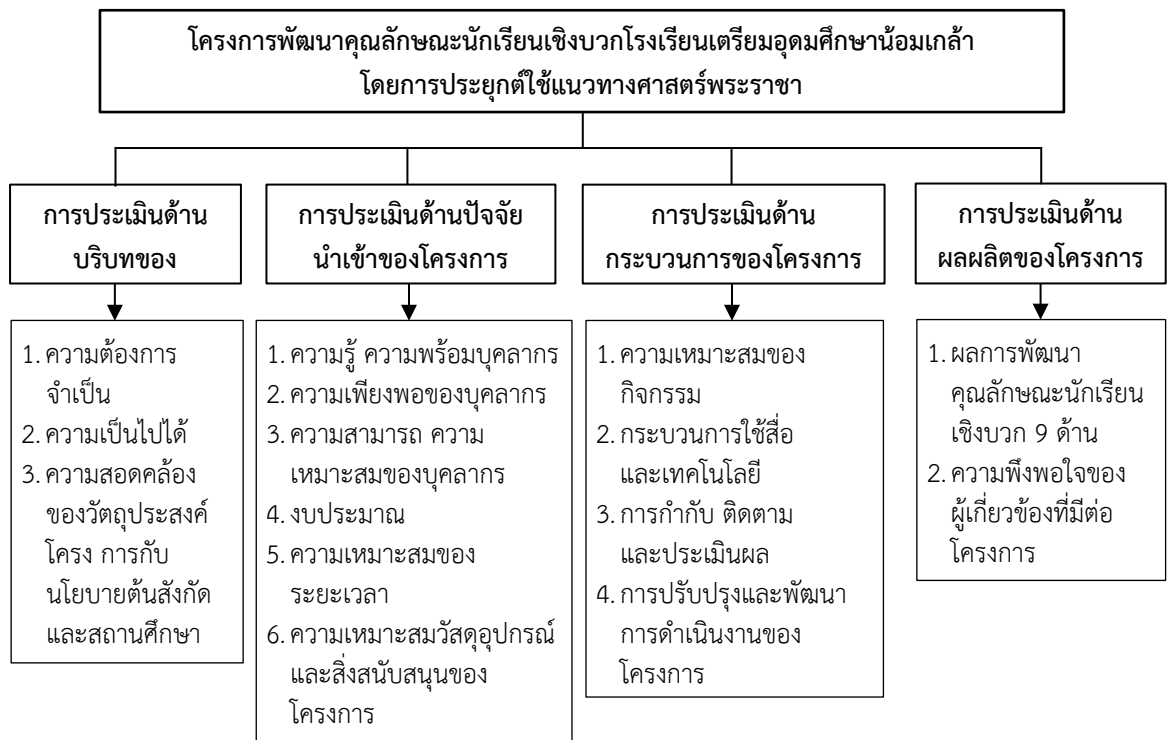 โครงการพัฒนาคุณลักษณะนักเรียนเชิงบวกโรงเรียนเตรียมอุดมศึกษาน้อมเกล้า
โดยการประยุกต์ใช้แนวทางศาสตร์พระราชา
การประเมินด้าน
บริบทของ
1. ความต้องการ
จำเป็น
2. ความเป็นไปได้
3. ความสอดคล้อง
ของวัตถุประสงค์
โครง การกับ
นโยบายต้นสังกัด
และสถานศึกษา
การประเมินด้านปัจจัย
นำเข้าของโครงการ
1. ความรู้ ความพร้อมบุคลากร
2. ความเพียงพอของบุคลากร
3. ความสามารถ ความ
เหมาะสมของบุคลากร
4. งบประมาณ
5. ความเหมาะสมของ
ระยะเวลา
6. ความเหมาะสมวัสดุอุปกรณ์
และสิ่งสนับสนุนของ
โครงการ
การประเมินด้าน
กระบวนการของโครงการ
1. ความเหมาะสมของ
กิจกรรม
2. กระบวนการใช้สื่อ
และเทคโนโลยี
3. การกำกับ ติดตาม
และประเมินผล
4. การปรับปรุงและพัฒนา
การดำเนินงานของ
โครงการ
การประเมินด้าน
ผลผลิตของโครงการ
1. ผลการพัฒนา
คุณลักษณะนักเรียน
เชิงบวก 9 ด้าน
2. ความพึงพอใจของ
ผู้เกี่ยวข้องที่มีต่อ
โครงการ